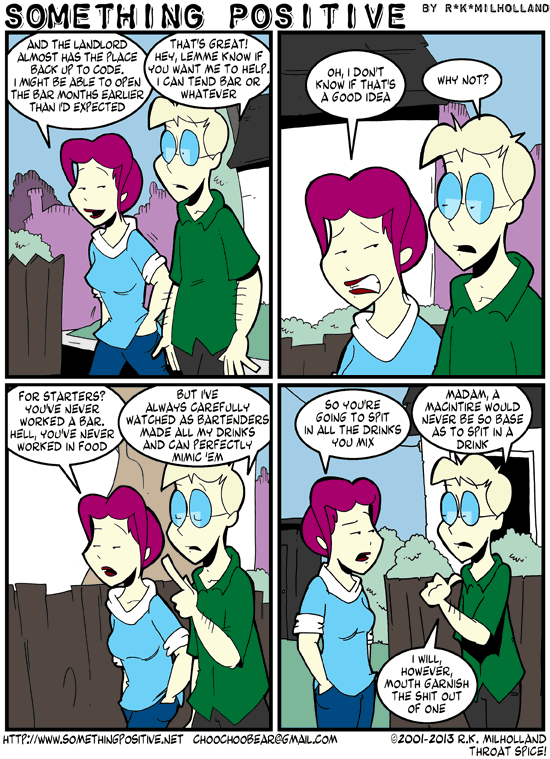 SOMETHING POSITIVE BY R*K*MILHOLLAND
AND THE LANDLORD
ALMOST HAS THE PLACE
BACK UP TO CODE.
I MIGHT BE ABLE TO OPEN
THE BAR MONTHS EARLIER
THAN I'D EXPECTED
THAT'S GREAT!
HEY, LEMME KNOW IF
YOU WANT ME TO HELP.
I CAN TEND BAR OR
WHATEVER
OH, I DON'T
KNOW IF THAT'S
A GOOD IDEA
WHY NOT?
FOR STARTERS?
YOU'VE NEVER
WORKED A BAR.
HELL, YOU'VE NEVER
WORKED IN FOOD
BUT I'VE
ALWAYS CAREFULLY
WATCHED AS BARTENDERS
MADE ALL MY DRINKS
AND CAN PERFECTLY
MIMIC 'EM
SO YOU'RE
GOING TO SPIT
IN ALL THE DRINKS
YOU MIX
MADAM, A
MACINTIRE WOULD
NEVER BE SO BASE
AS TO SPIT IN A
DRINK
I WILL,
HOWEVER,
MOUTH GARNISH
THE SHIT OUT
OF ONE
HTTP://WWW.SOMETHINGPOSITIVE.NET CHOOCHOOBEAR@GMAIL.COM ©2001-2013 R.K. MILHOLLAND
THROAT SPICE!